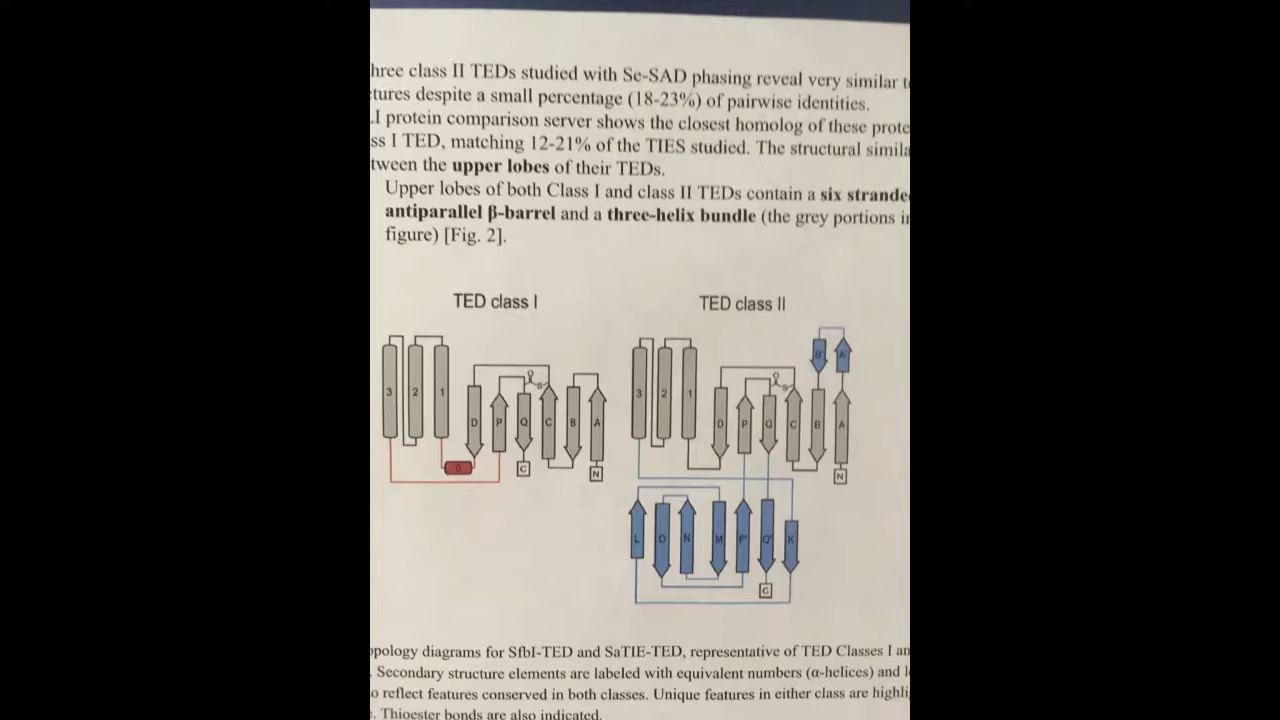 hree class II TEDs studied with Se-SAD phasing reveal very similar t
tures despite a small percentage (18-23%) of pairwise identities.
I protein comparison server shows the closest homolog of these prote
ss I TED, matching 12-21% of the TIES studied. The structural simila
tween the upper lobes of their TEDs.
Upper lobes of both Class I and class II TEDs contain a six strande
antiparallel β-barrel and a three-helix bundle (the grey portions in
figure) [Fig. 2].
TED class I
TED class II
3 2 1 D P Q C B A
S
C N
3 2 1 D P Q C B A
B' A'
S
N
L O N M P' Q' K
C
opology diagrams for SfbI-TED and SaTIE-TED, representative of TED Classes I an
. Secondary structure elements are labeled with equivalent numbers (α-helices) and l
o reflect features conserved in both classes. Unique features in either class are highli
. Thioester bonds are also indicated.